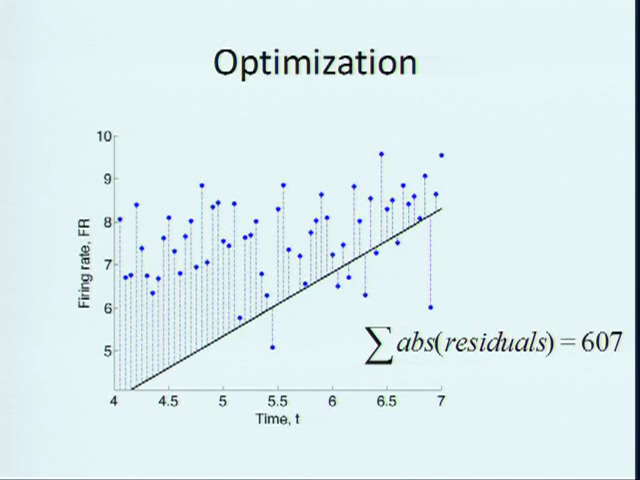 Optimization
10
9
8
7
6
5
Firing rate, FR
4 4.5 5 5.5 6 6.5 7
Time, t
∑abs(residuals) = 607